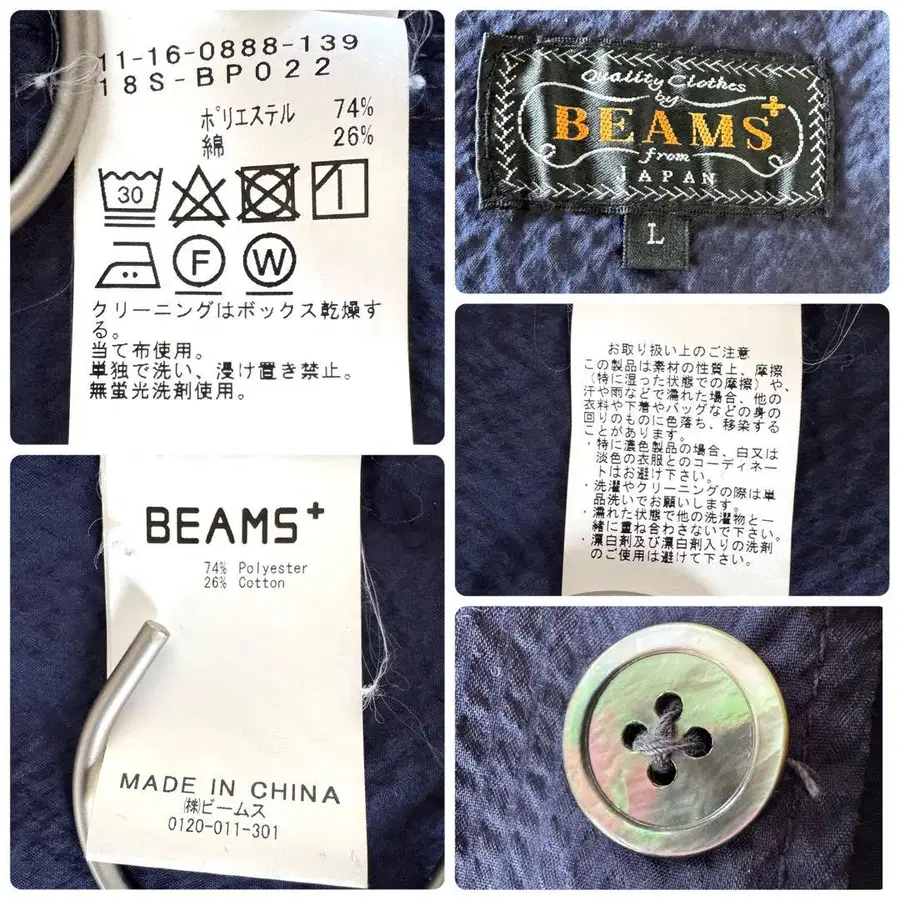 11-16-0888-139
18S-BP022
ポリエステル 74%
綿 26%
30
F W
クリーニングはボックス乾燥す
る。
当て布使用。
単独で洗い、浸け置き禁止。
無蛍光洗剤使用。
Quality Clothes
by
BEAMS+
from
JAPAN
L
お取り扱い上のご注意
この製品は素材の性質上、摩擦
(特に湿った状態での摩擦)や、
汗や雨などで濡れた場合、他の
衣料や下着やバッグなどの身の
回りのものに色落ち、移染する
ことがあります。
・特に濃色製品の場合、白又は
淡色の衣服とのコーディネー
トはお避け下さい。
・洗濯やクリーニングの際は単
品洗いでお願いします。
・濡れた状態で他の洗濯物と一
緒に重ね合わさないで下さい。
・漂白剤及び漂白剤入りの洗剤
のご使用は避けて下さい。
BEAMS+
74% Polyester
26% Cotton
MADE IN CHINA
㈱ビームス
0120-011-301